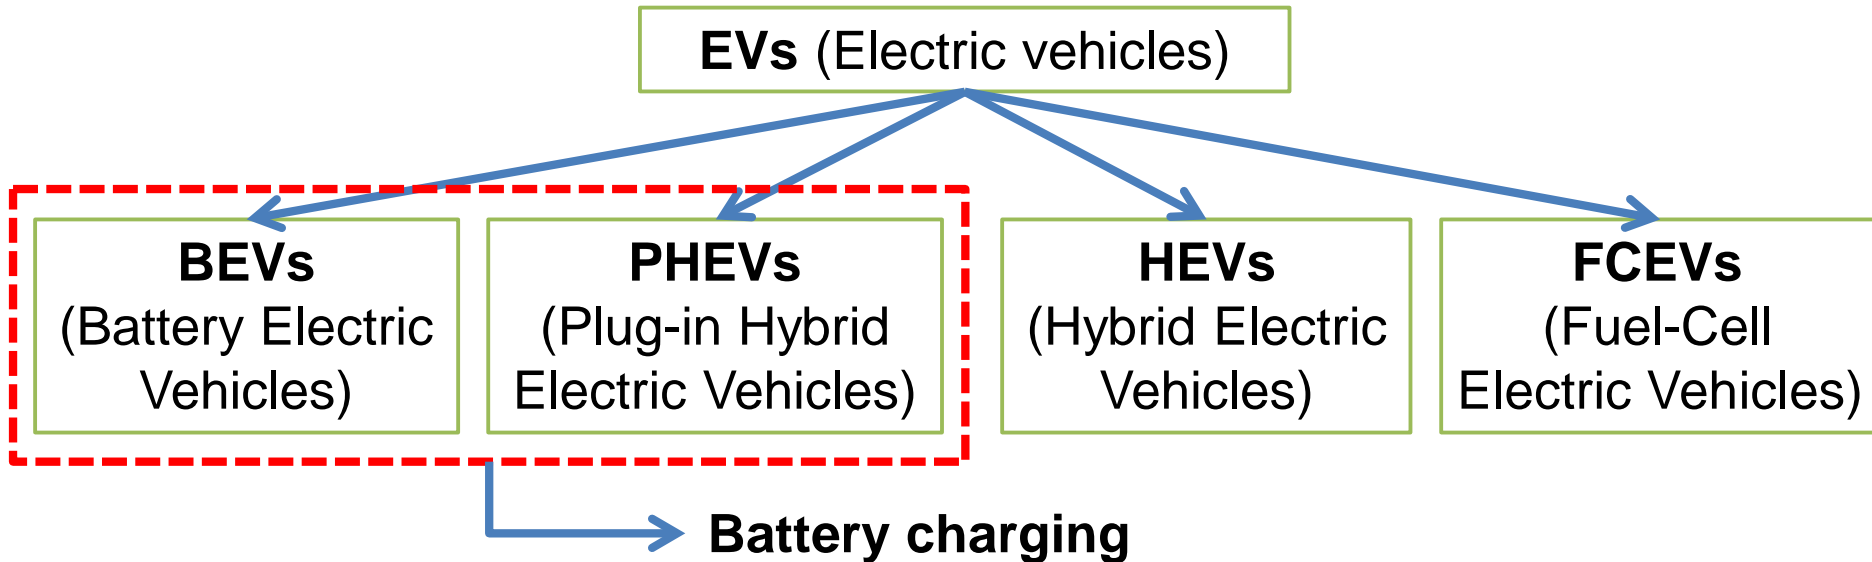 EVs (Electric vehicles)
BEVs
(Battery Electric
Vehicles)
PHEVs
(Plug-in Hybrid
Electric Vehicles)
HEVs
(Hybrid Electric
Vehicles)
FCEVs
(Fuel-Cell
Electric Vehicles)
Battery charging